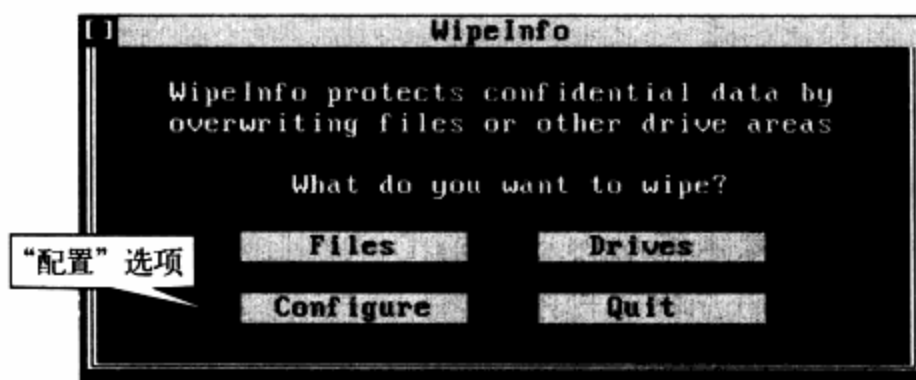 [ ] WipeInfo
WipeInfo protects confidential data by
overwriting files or other drive areas
What do you want to wipe?
Files Drives
“配置”选项
Configure Quit